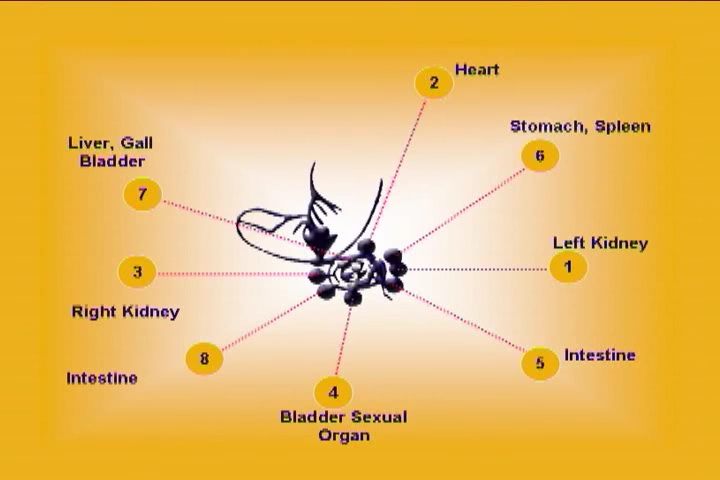 2 Heart
Stomach, Spleen
6
Liver, Gall
Bladder
7
Left Kidney
1
3
Right Kidney
8
Intestine
5 Intestine
4
Bladder Sexual
Organ